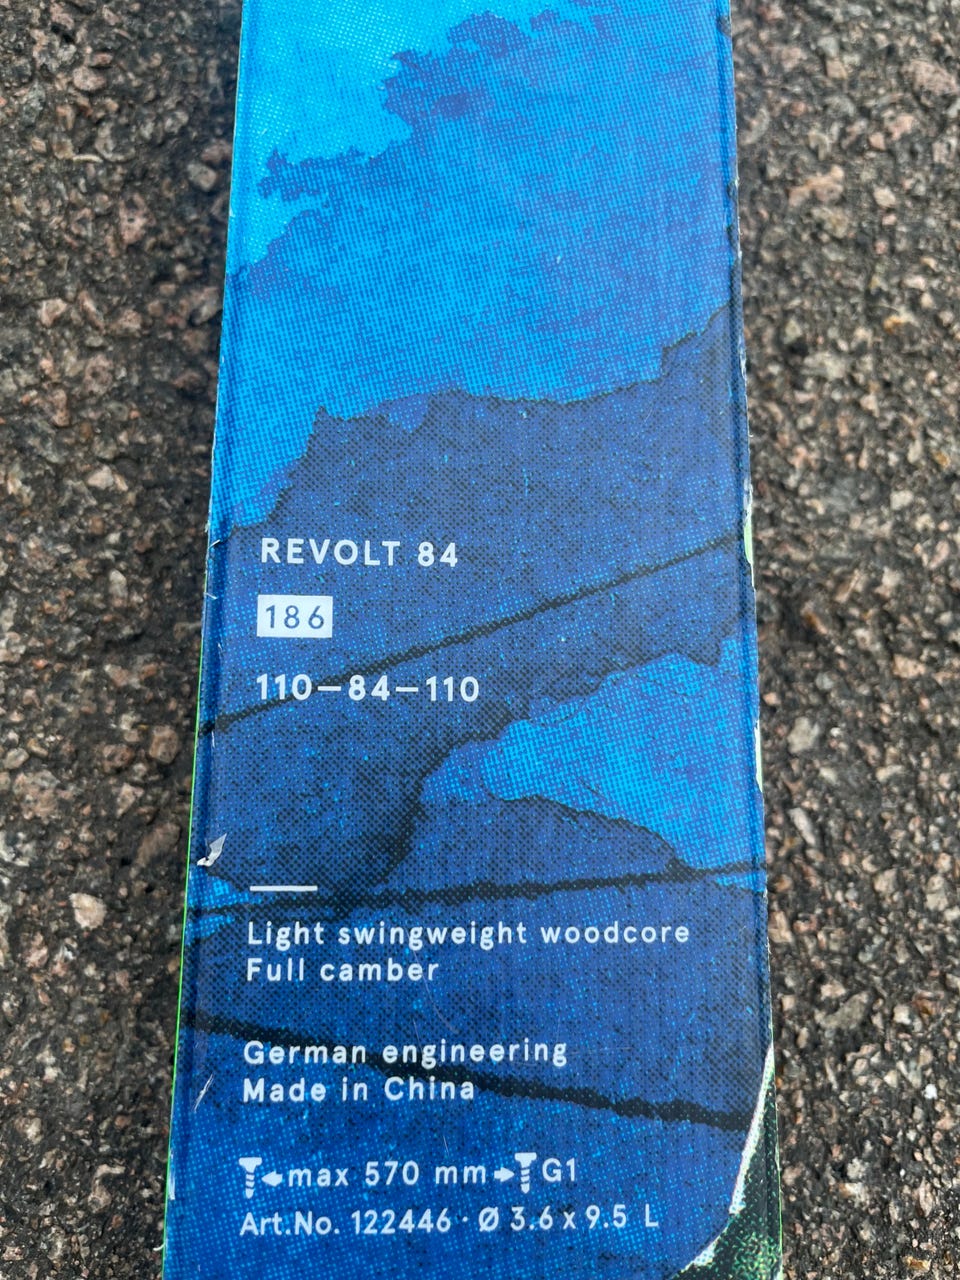 REVOLT 84
186
110–84–110
Light swingweight woodcore
Full camber
German engineering
Made in China
max 570 mm G1
Art.No. 122446 · Ø 3.6 x 9.5 L